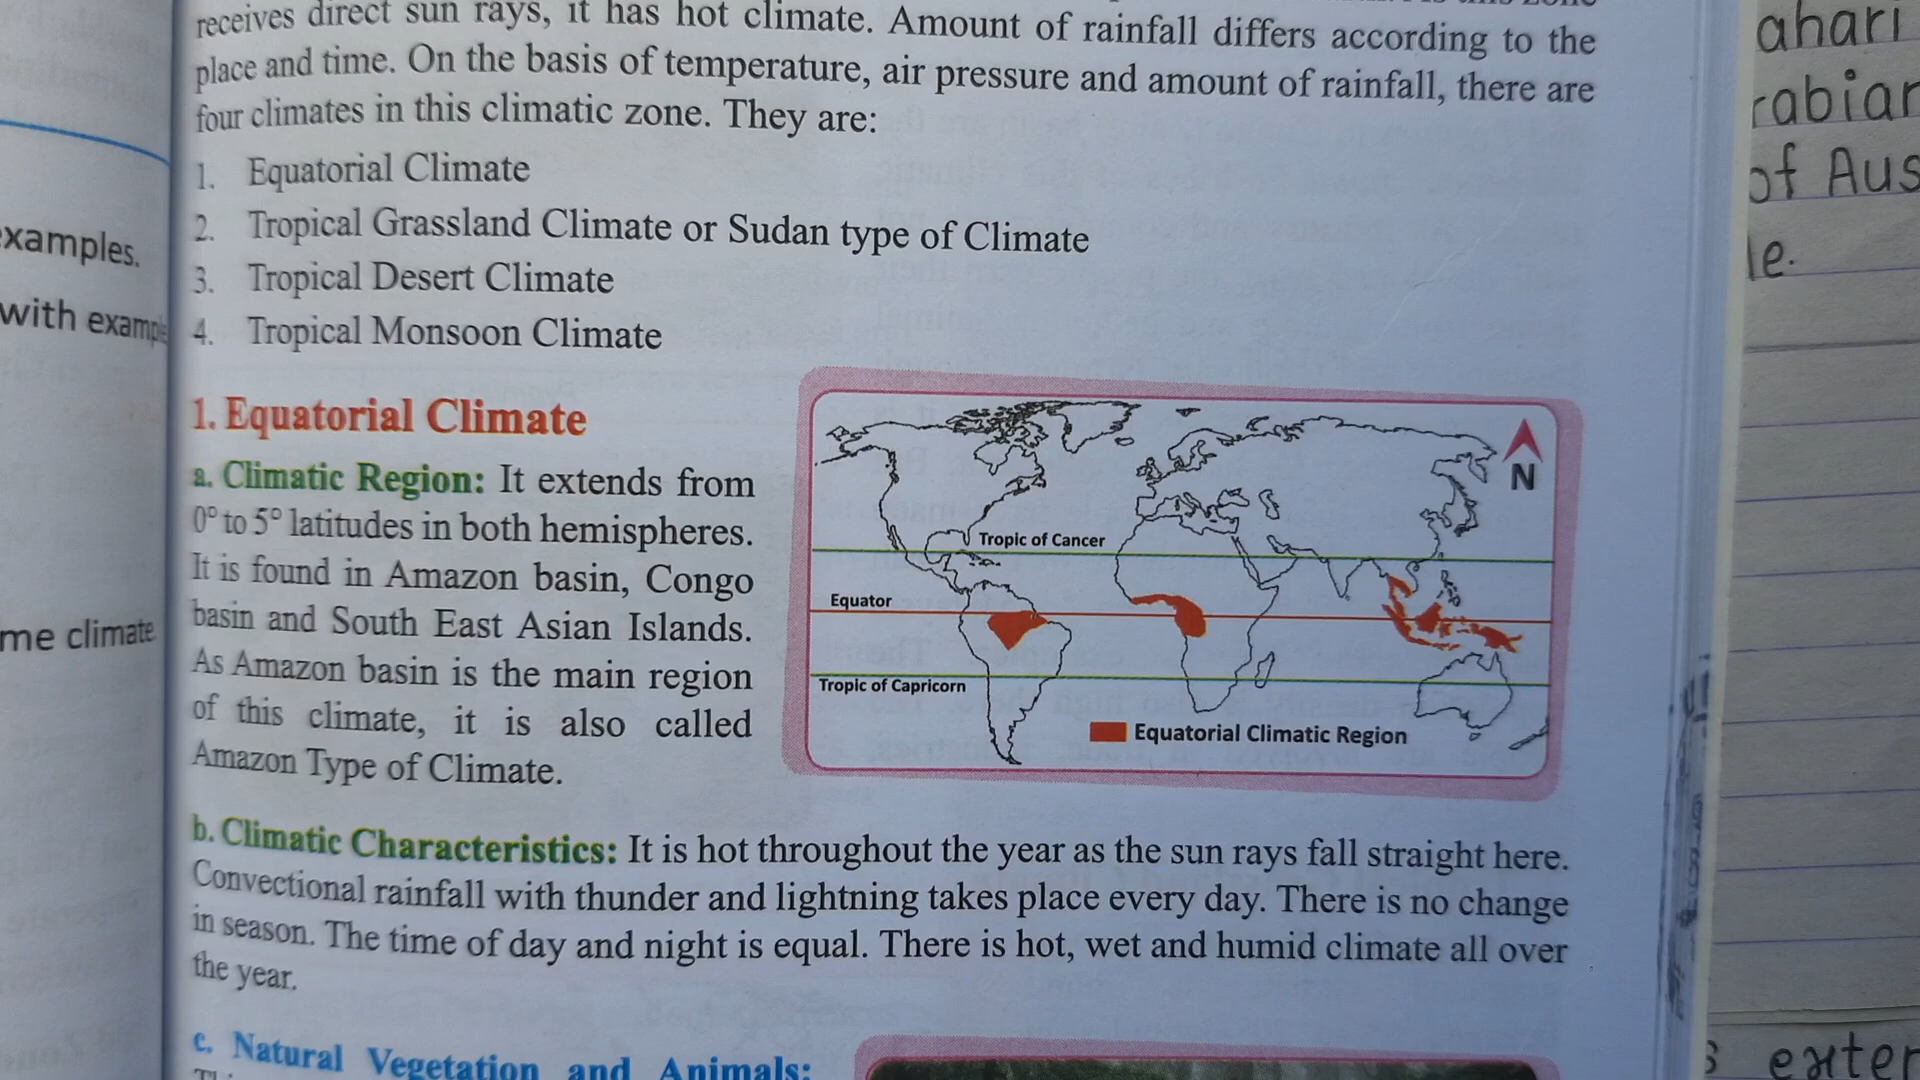 receives direct sun rays, it has hot climate. Amount of rainfall differs according to the
place and time. On the basis of temperature, air pressure and amount of rainfall, there are
four climates in this climatic zone. They are:
1. Equatorial Climate
2. Tropical Grassland Climate or Sudan type of Climate
3. Tropical Desert Climate
4. Tropical Monsoon Climate
1. Equatorial Climate
a. Climatic Region: It extends from
0° to 5° latitudes in both hemispheres.
It is found in Amazon basin, Congo
basin and South East Asian Islands.
As Amazon basin is the main region
of this climate, it is also called
Amazon Type of Climate.
N
Tropic of Cancer
Equator
Tropic of Capricorn
Equatorial Climatic Region
b. Climatic Characteristics: It is hot throughout the year as the sun rays fall straight here.
Convectional rainfall with thunder and lightning takes place every day. There is no change
in season. The time of day and night is equal. There is hot, wet and humid climate all over
the year.
c. Natural Vegetation and Animals:
examples.
with example
me climate
ahari
rabian
of Aus
le.
s exter